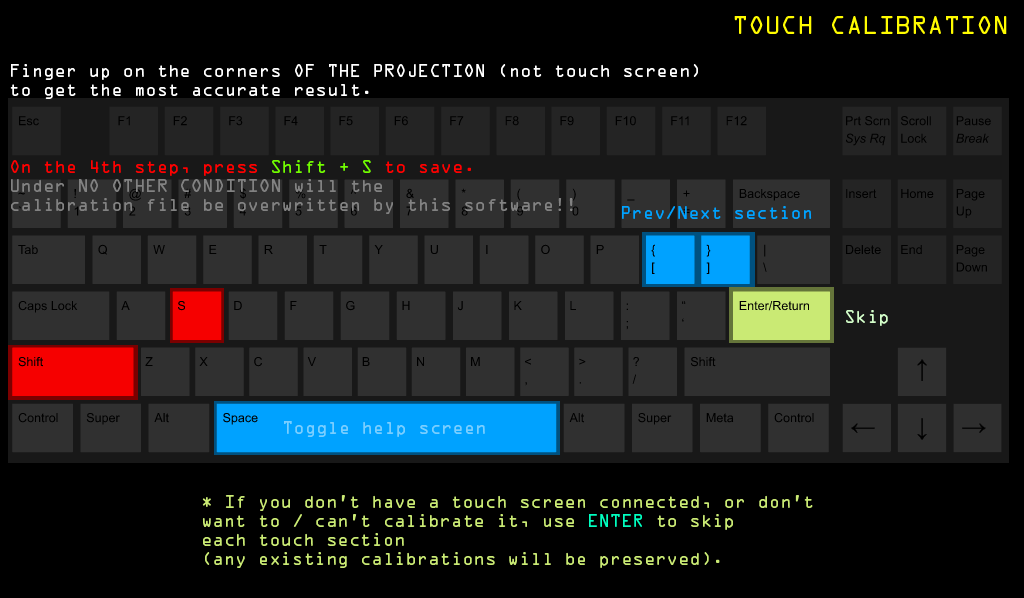 TOUCH CALIBRATION
Finger up on the corners OF THE PROJECTION (not touch screen)
to get the most accurate result.
Esc F1 F2 F3 F4 F5 F6 F7 F8 F9 F10 F11 F12 Prt Scrn Scroll Pause
Sys Rq Lock Break
On the 4th step, press Shift + S to save.
Under NO OTHER CONDITION will the
calibration file be overwritten by this software!!
& * ( ) _ + Backspace Insert Home Page
Up
Prev/Next section
Tab Q W E R T Y U I O P { } | Delete End Page
[ ] \ Down
Caps Lock A S D F G H J K L : " Enter/Return
; '
Skip
Shift Z X C V B N M < > ? Shift ↑
, . /
Control Super Alt Space Alt Super Meta Control ← ↓ →
Toggle help screen
* If you don't have a touch screen connected, or don't
want to / can't calibrate it, use ENTER to skip
each touch section
(any existing calibrations will be preserved).